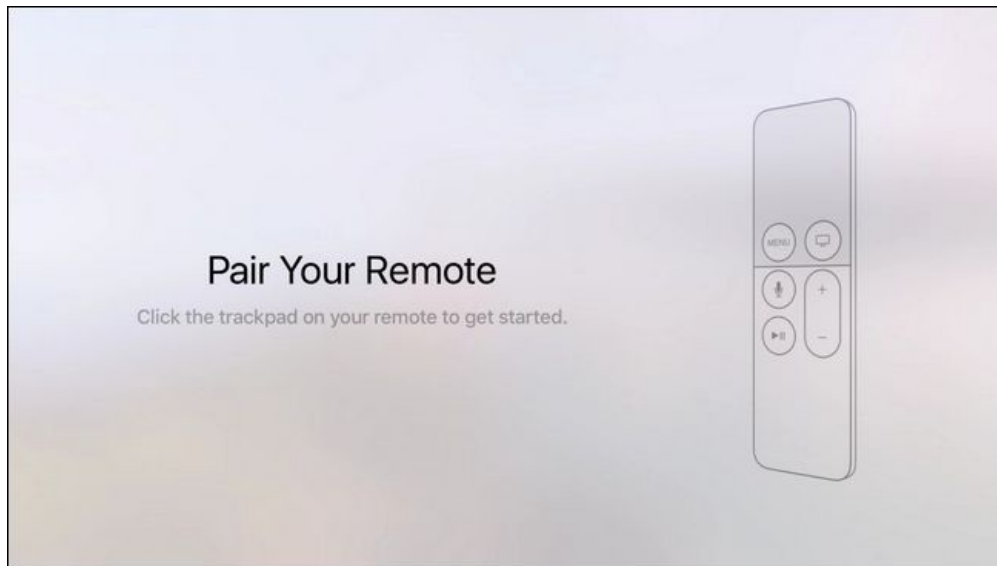 Pair Your Remote
Click the trackpad on your remote to get started.
MENU
+
−